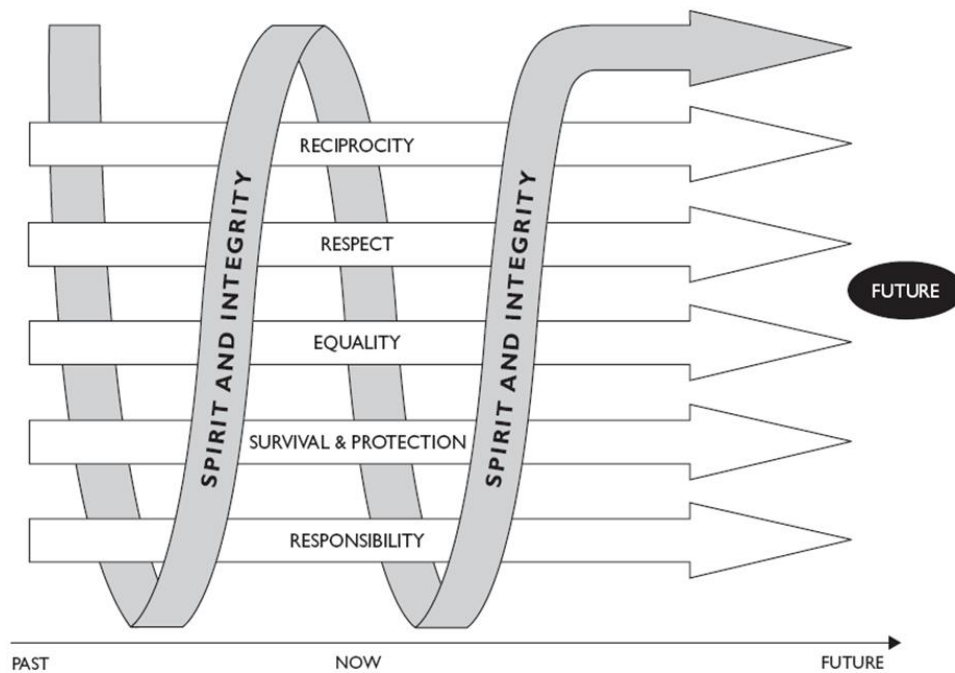 RECIPROCITY
RESPECT
EQUALITY
SURVIVAL & PROTECTION
RESPONSIBILITY
SPIRIT AND INTEGRITY
SPIRIT AND INTEGRITY
FUTURE
PAST
NOW
FUTURE